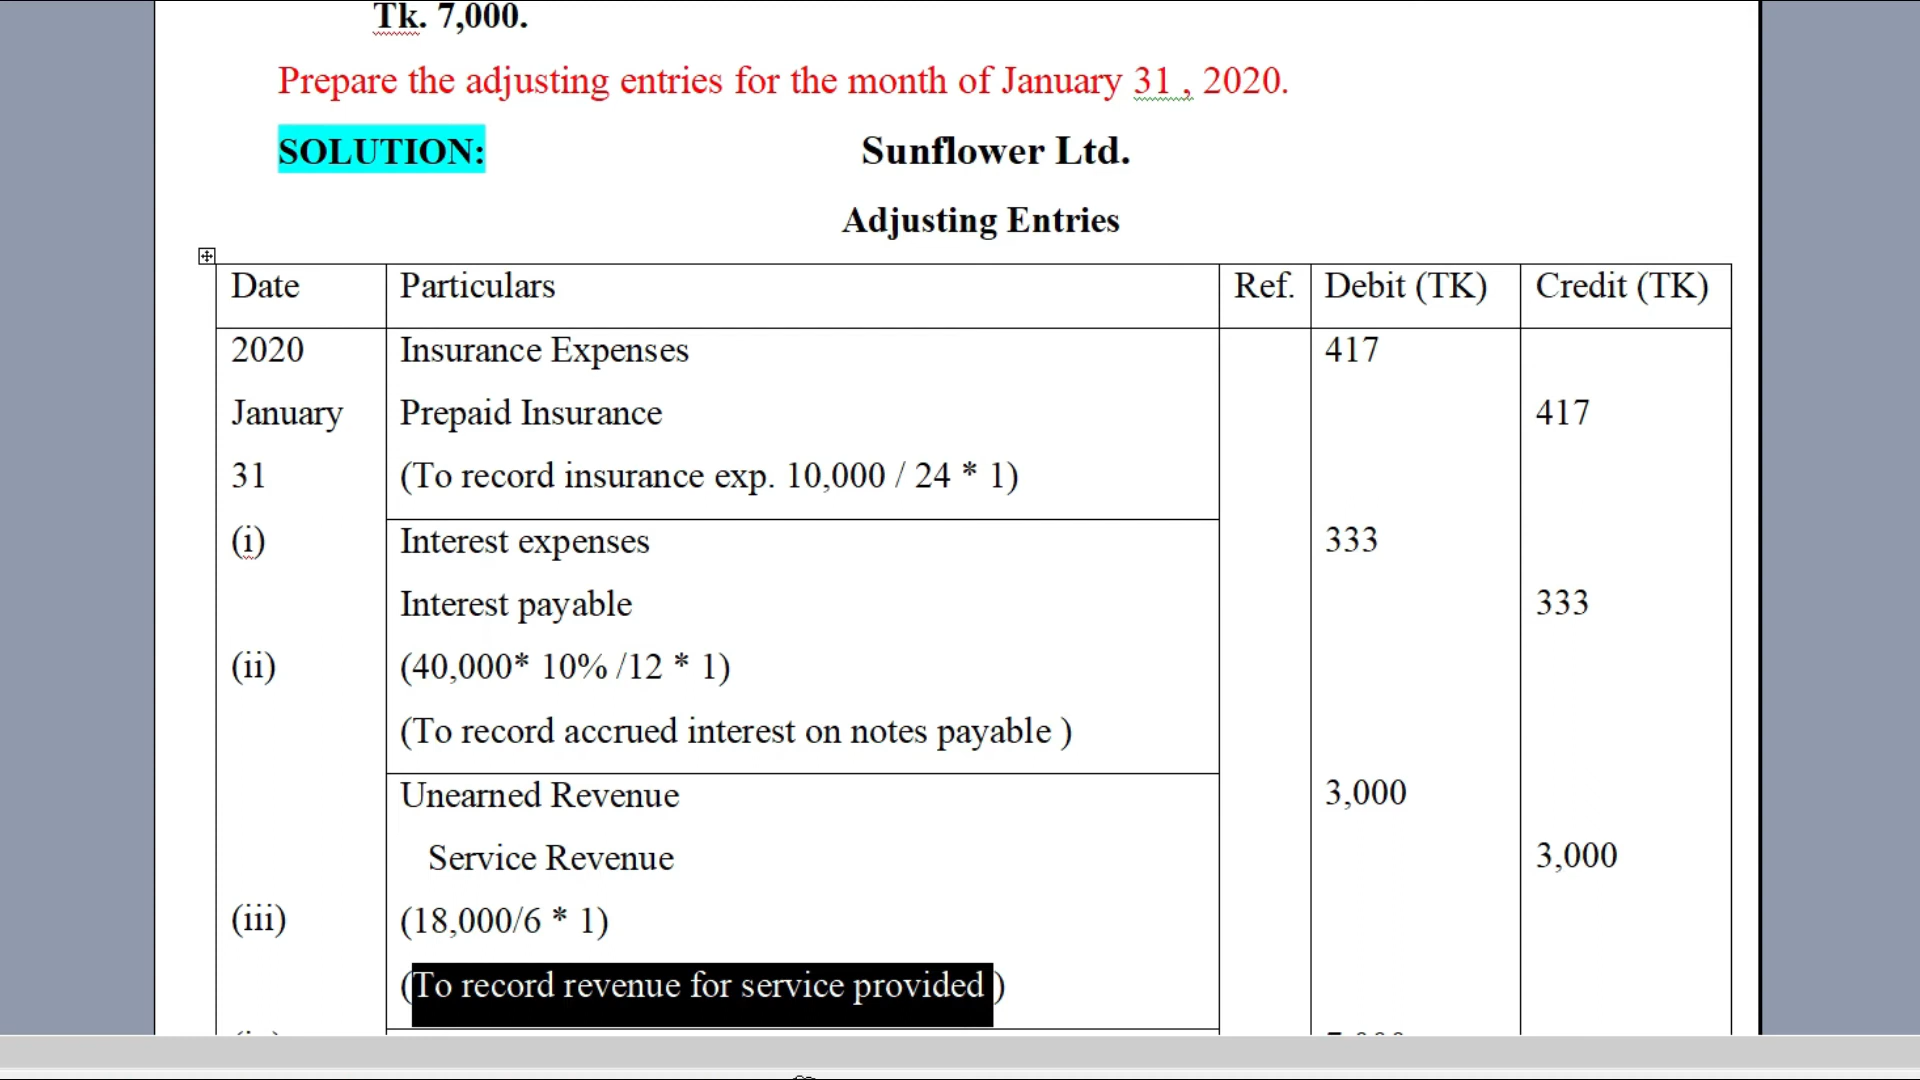 Tk. 7,000.
Prepare the adjusting entries for the month of January 31 , 2020.
SOLUTION: Sunflower Ltd.
Adjusting Entries
Date Particulars Ref. Debit (TK) Credit (TK)
2020 Insurance Expenses 417
January Prepaid Insurance 417
31 (To record insurance exp. 10,000 / 24 * 1)
(i) Interest expenses 333
Interest payable 333
(ii) (40,000* 10% /12 * 1)
(To record accrued interest on notes payable )
Unearned Revenue 3,000
Service Revenue 3,000
(iii) (18,000/6 * 1)
(To record revenue for service provided )